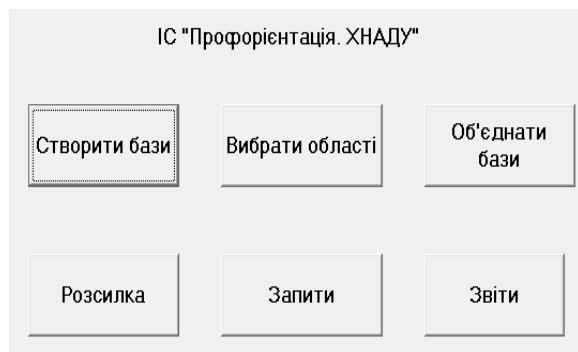 ІС "Профорієнтація. ХНАДУ"
Створити бази
Вибрати області
Об'єднати
бази
Розсилка
Запити
Звіти